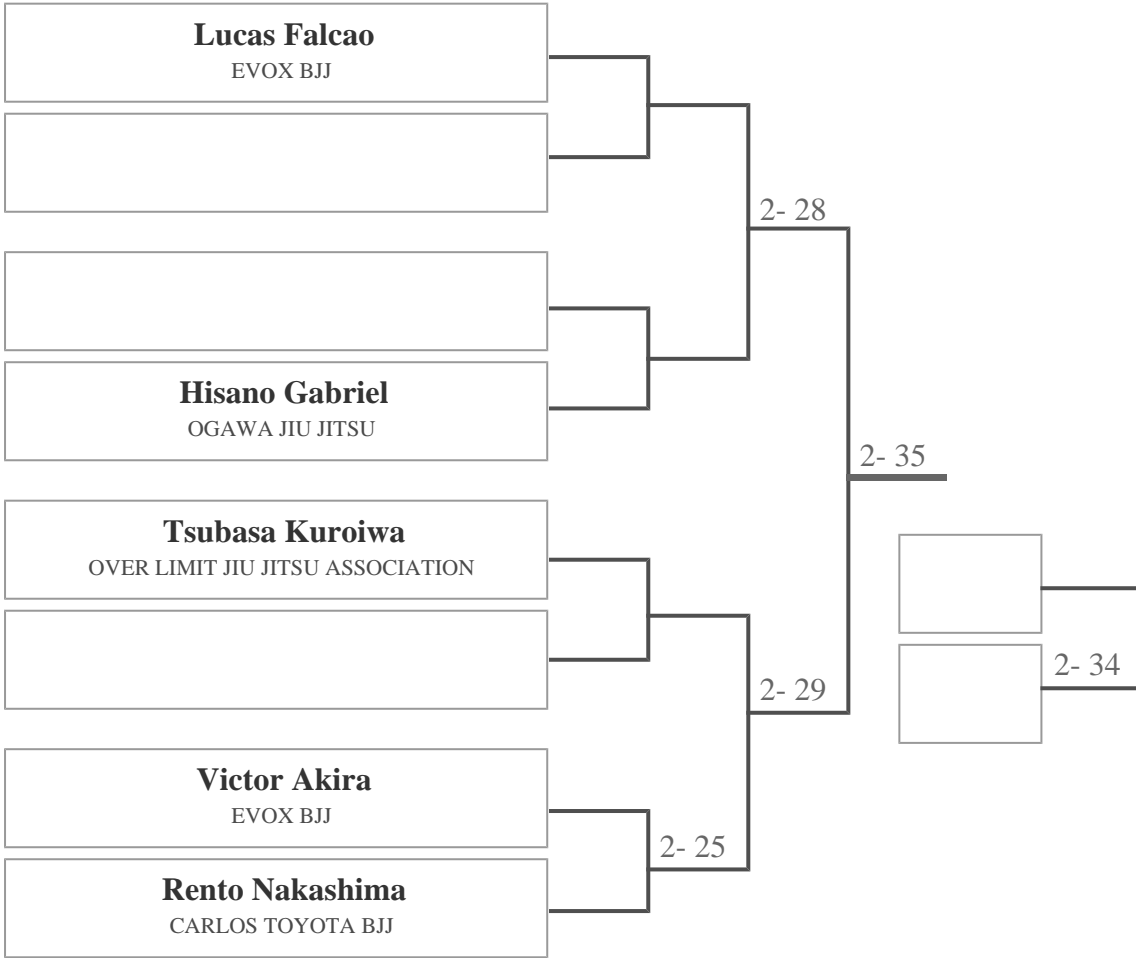 Lucas Falcao
EVOX BJJ
2- 28
Hisano Gabriel
OGAWA JIU JITSU
2- 35
Tsubasa Kuroiwa
OVER LIMIT JIU JITSU ASSOCIATION
2- 34
2- 29
Victor Akira
EVOX BJJ
2- 25
Rento Nakashima
CARLOS TOYOTA BJJ